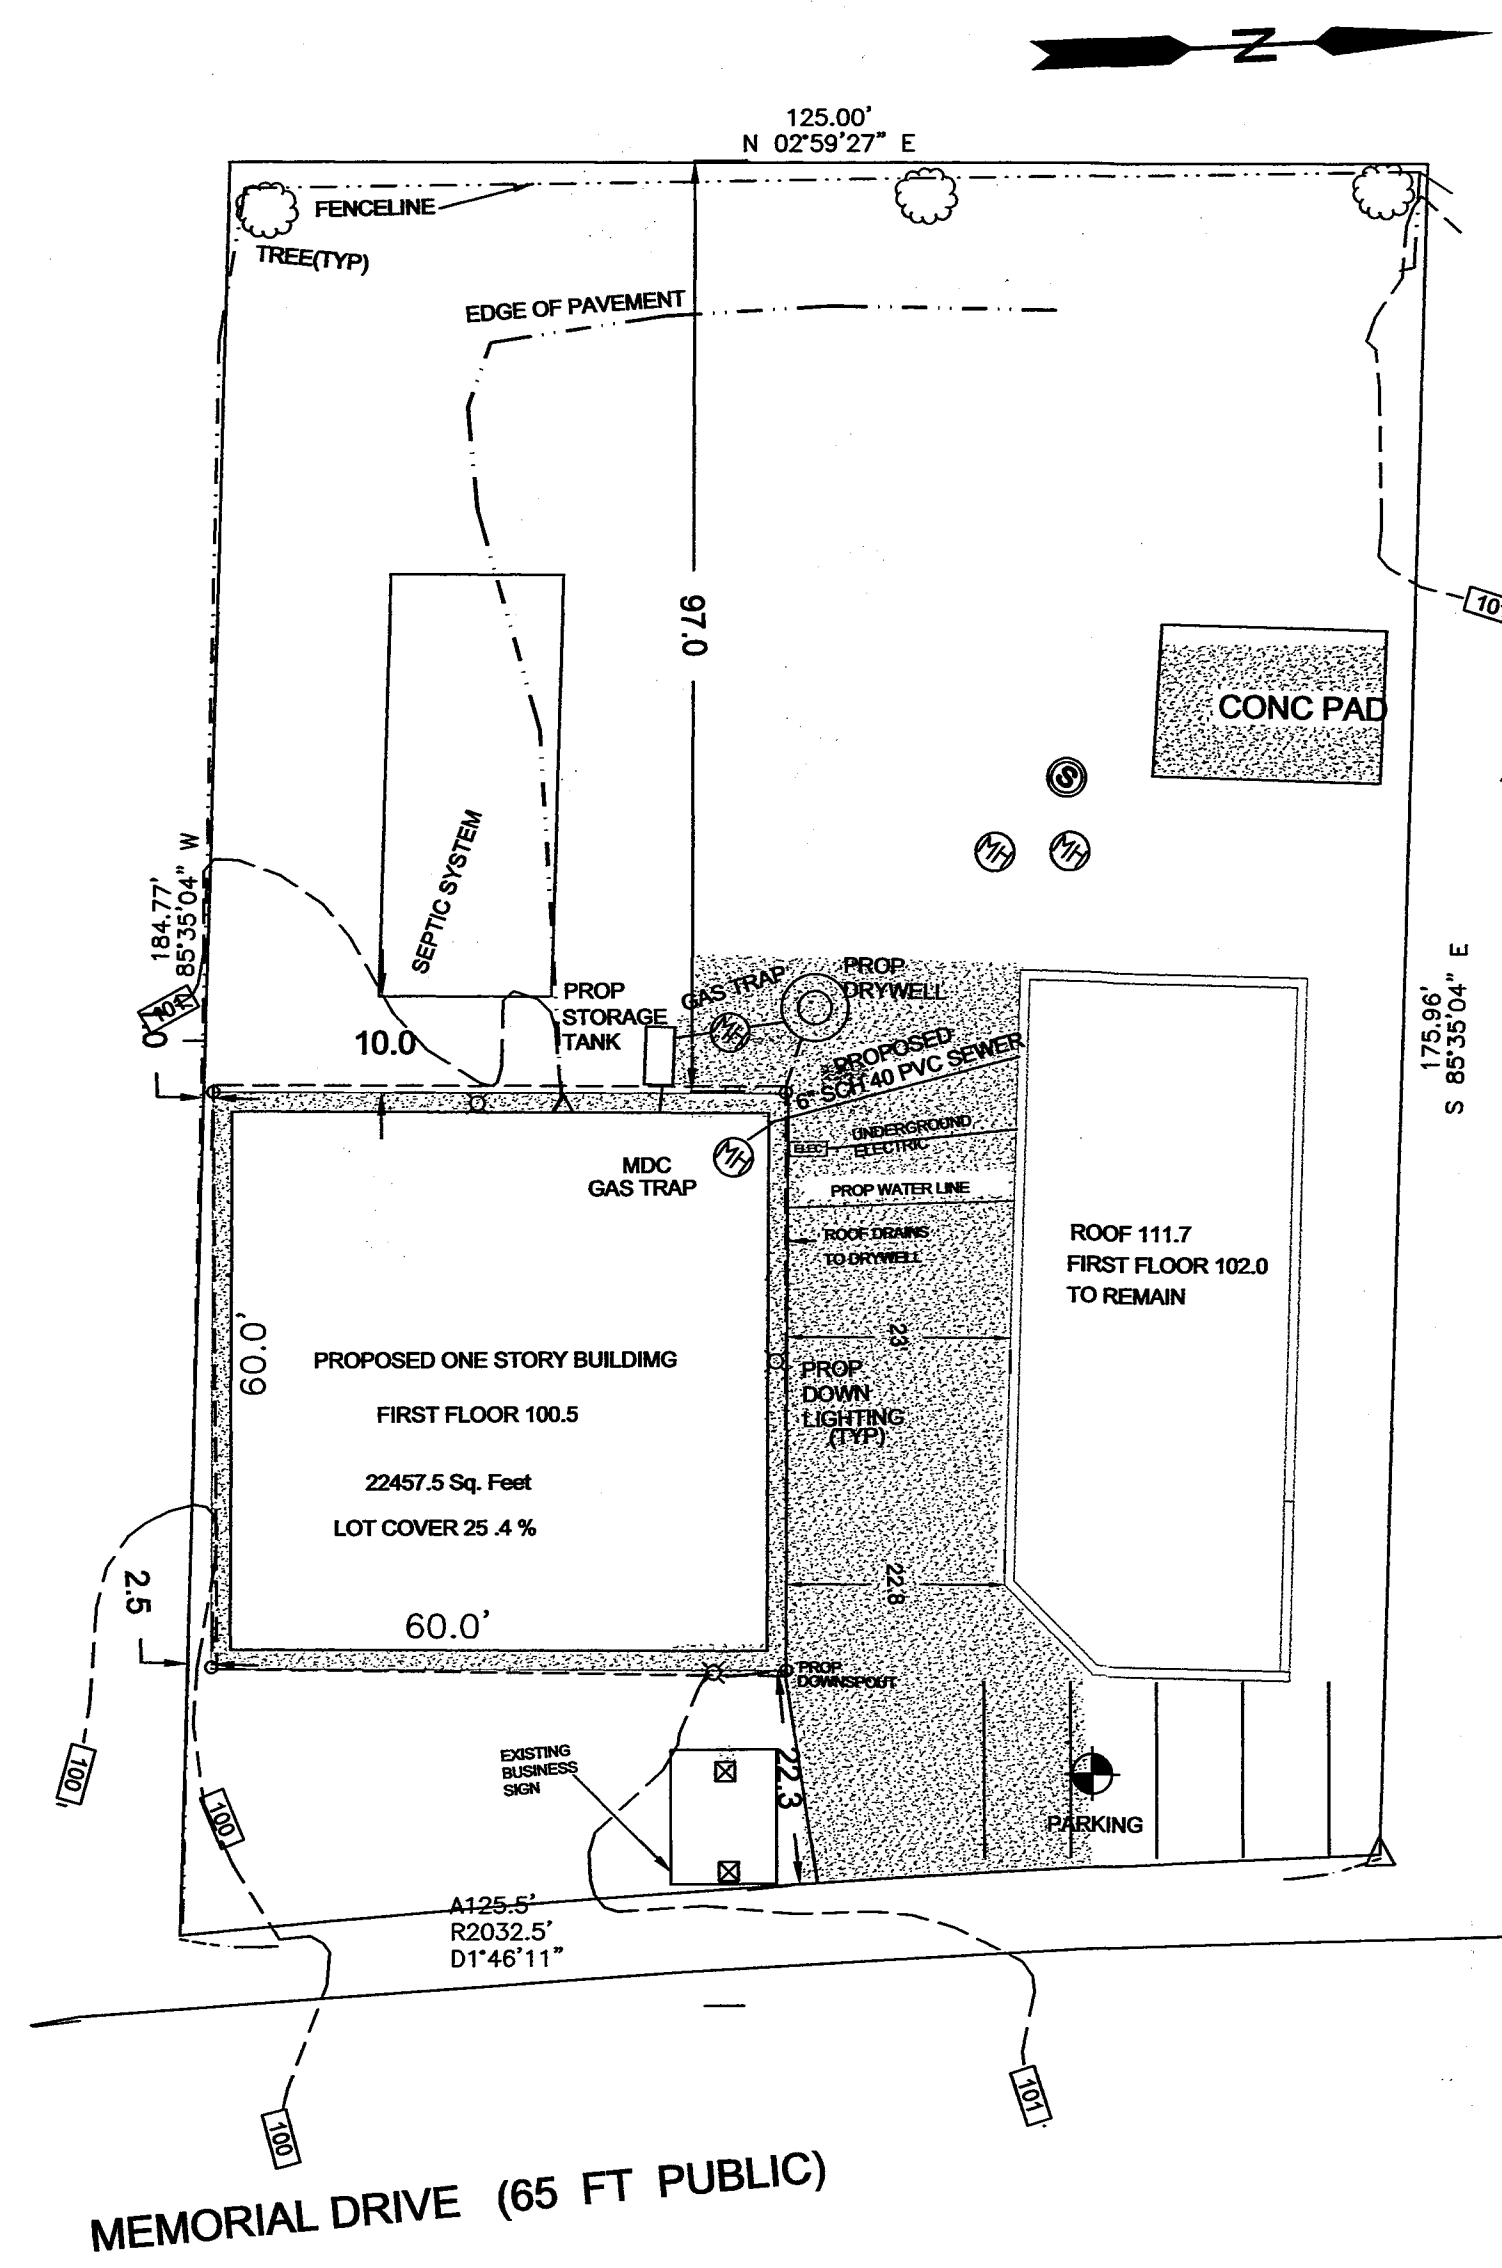 N
125.00'
N 02°59'27" E
FENCELINE
TREE(TYP)
EDGE OF PAVEMENT
97.0
CONC PAD
S
MH MH
101
SEPTIC SYSTEM
184.77'
85°35'04" W
101
175.96'
S 85°35'04" E
10.0
PROP
STORAGE
TANK
GAS TRAP
MH
PROP
DRYWELL
PROPOSED
6" SCH 40 PVC SEWER
UNDERGROUND
ELECTRIC
ELEC
MH
MDC
GAS TRAP
PROP WATER LINE
ROOF DRAINS
TO DRYWELL
ROOF 111.7
FIRST FLOOR 102.0
TO REMAIN
23
60.0'
PROPOSED ONE STORY BUILDIMG
FIRST FLOOR 100.5
22457.5 Sq. Feet
LOT COVER 25 .4 %
PROP
DOWN
LIGHTING
(TYP)
22.8
2.5
60.0'
PROP
DOWNSPOUT
EXISTING
BUSINESS
SIGN
22.3
PARKING
100
100
A125.5'
R2032.5'
D1°46'11"
100
101
MEMORIAL DRIVE (65 FT PUBLIC)